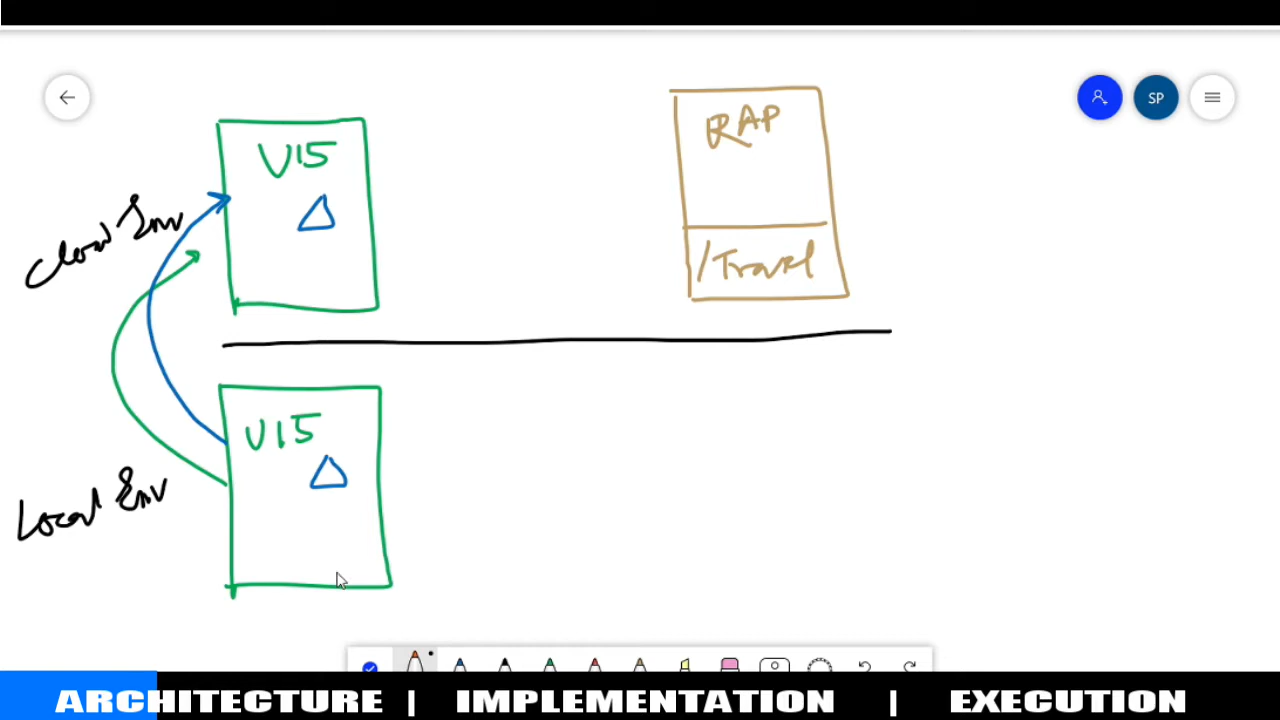 SP
V15
RAP
Cloud Env
/Travel
V15
Local Env
ARCHITECTURE | IMPLEMENTATION | EXECUTION